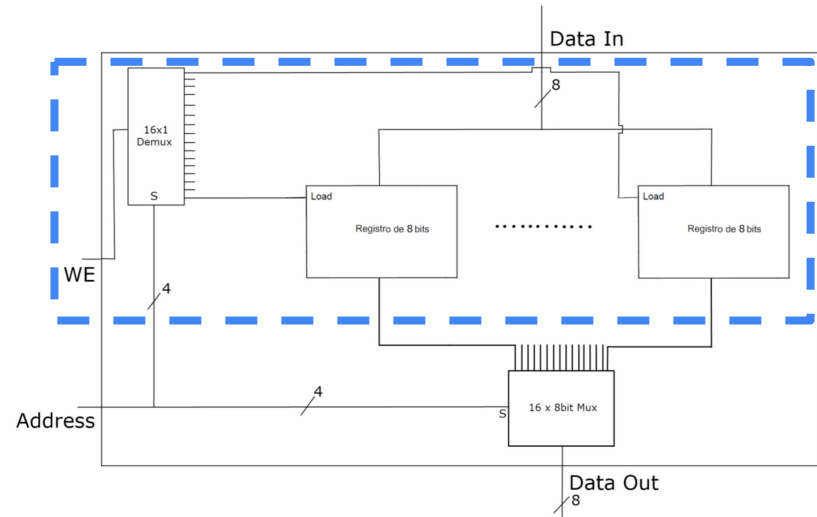 Data In
8
16x1
Demux
S
Load
Registro de 8 bits
Load
Registro de 8 bits
WE
4
4
Address
S
16 x 8bit Mux
Data Out
8